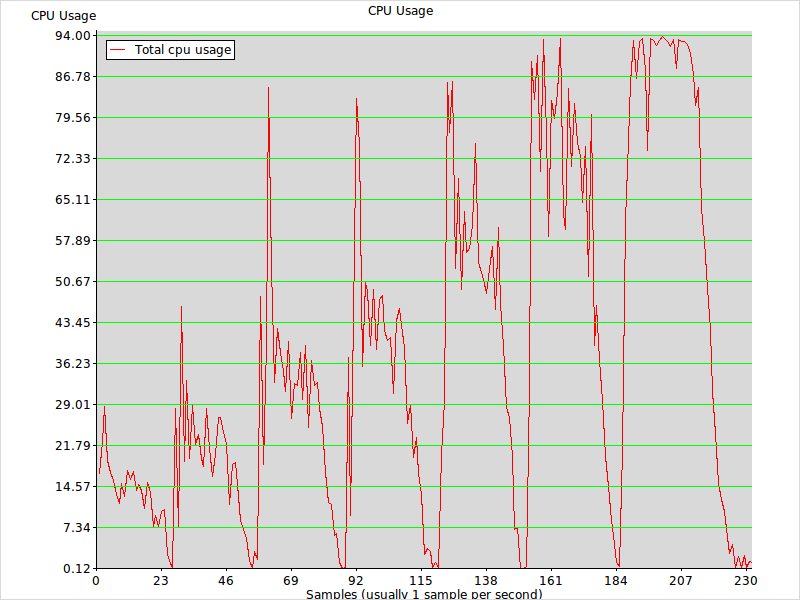 CPU Usage
CPU Usage
Total cpu usage
94.00
86.78
79.56
72.33
65.11
57.89
50.67
43.45
36.23
29.01
21.79
14.57
7.34
0.12
0 23 46 69 92 115 138 161 184 207 230
Samples (usually 1 sample per second)